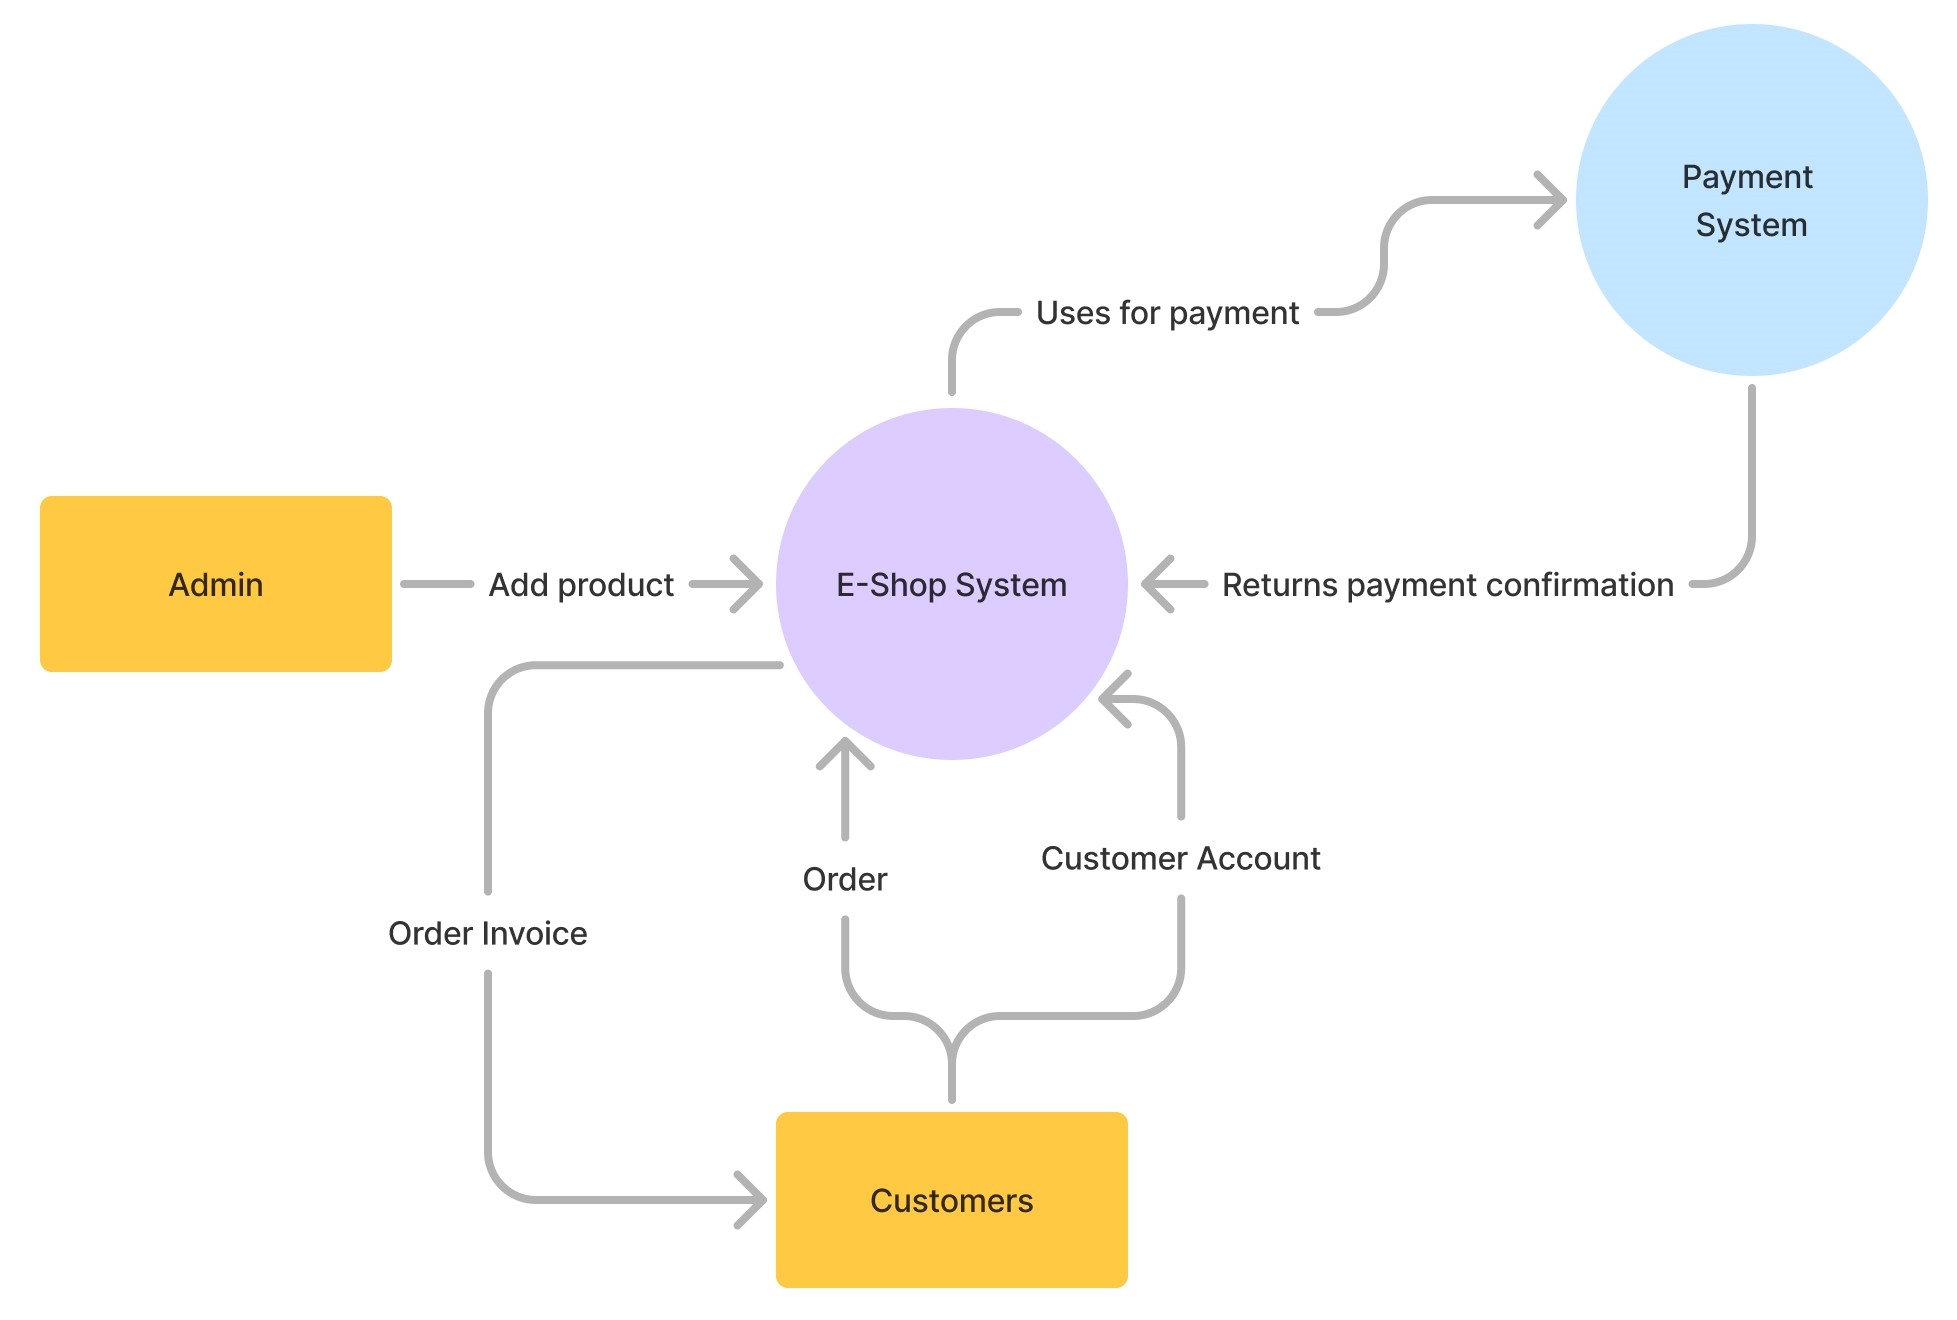 Payment
System
Uses for payment
Admin
Add product
E-Shop System
Returns payment confirmation
Customer Account
Order
Order Invoice
Customers